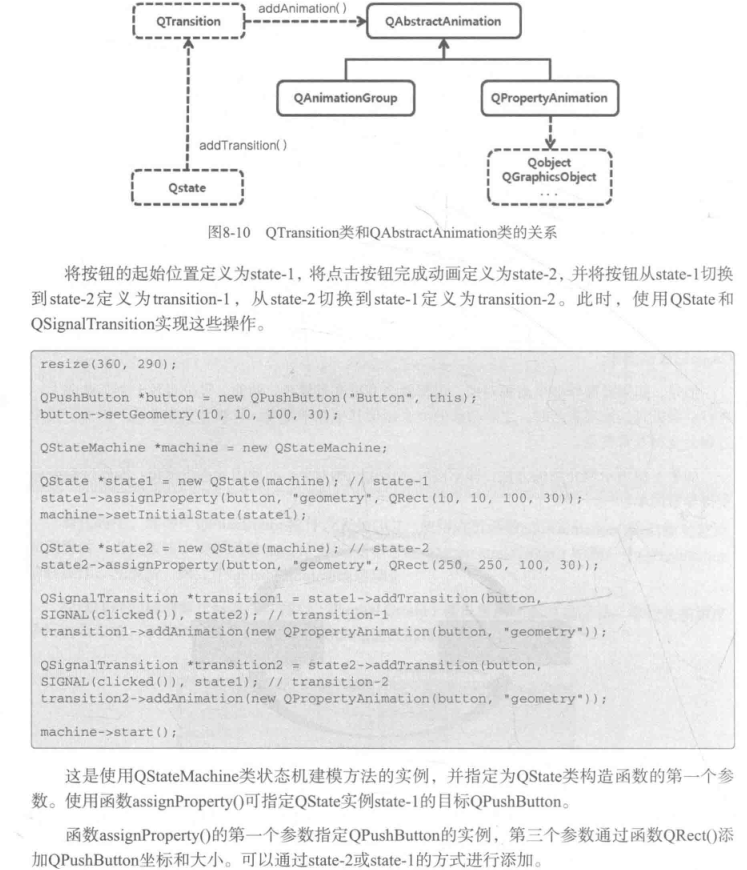 QTransition
addAnimation( )
QAbstractAnimation
QAnimationGroup
QPropertyAnimation
addTransition( )
Qstate
Qobject
QGraphicsObject
...
图8-10 QTransition类和QAbstractAnimation类的关系
将按钮的起始位置定义为state-1，将点击按钮完成动画定义为state-2，并将按钮从state-1切换
到state-2定义为transition-1，从state-2切换到state-1定义为transition-2。此时，使用QState和
QSignalTransition实现这些操作。
resize(360, 290);
QPushButton *button = new QPushButton("Button", this);
button->setGeometry(10, 10, 100, 30);
QStateMachine *machine = new QStateMachine;
QState *state1 = new QState(machine); // state-1
state1->assignProperty(button, "geometry", QRect(10, 10, 100, 30));
machine->setInitialState(state1);
QState *state2 = new QState(machine); // state-2
state2->assignProperty(button, "geometry", QRect(250, 250, 100, 30));
QSignalTransition *transition1 = state1->addTransition(button,
SIGNAL(clicked()), state2); // transition-1
transition1->addAnimation(new QPropertyAnimation(button, "geometry"));
QSignalTransition *transition2 = state2->addTransition(button,
SIGNAL(clicked()), state1); // transition-2
transition2->addAnimation(new QPropertyAnimation(button, "geometry"));
machine->start();
这是使用QStateMachine类状态机建模方法的实例，并指定为QState类构造函数的第一个参
数。使用函数assignProperty()可指定QState实例state-1的目标QPushButton。
函数assignProperty()的第一个参数指定QPushButton的实例，第三个参数通过函数QRect()添
加QPushButton坐标和大小。可以通过state-2或state-1的方式进行添加。